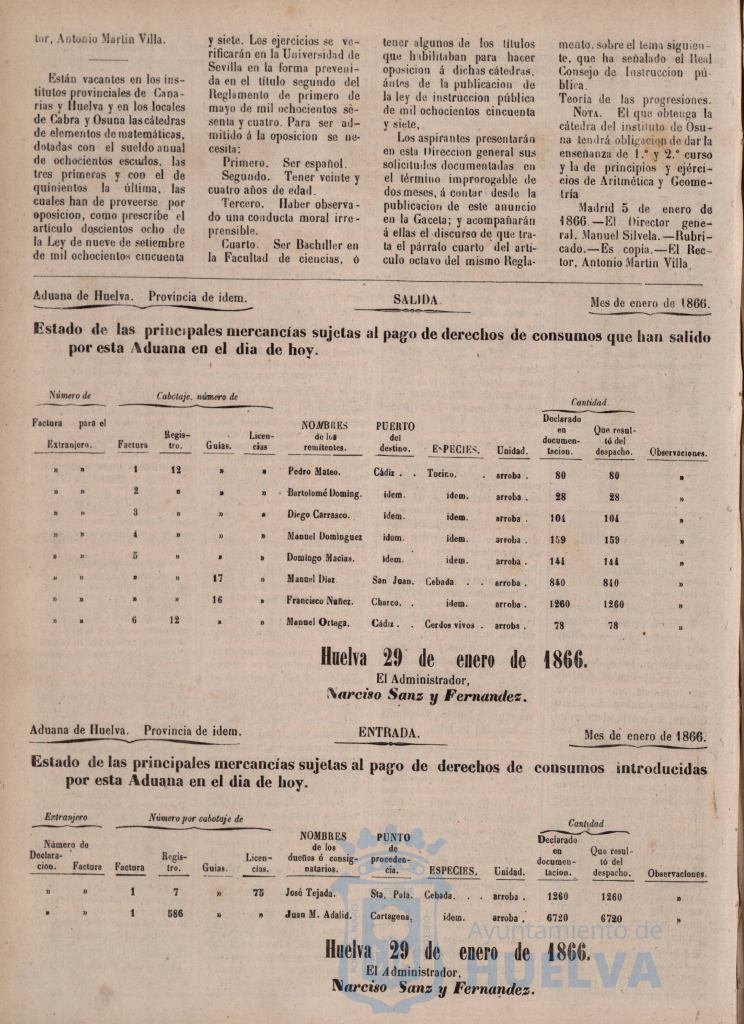 tor, Antonio Martin Villa.
Están vacantes en los ins-
titutos provinciales de Cana-
rias y Huelva y en los locales
de Cabra y Osuna las cátedras
de elementos de matemáticas,
dotadas con el sueldo anual
de ochocientos escudos, las
tres primeras y con el de
quinientos la última, las
cuales han de proveerse por
oposición, como prescribe el
artículo doscientos ocho de
la Ley de nueve de setiembre
de mil ochocientos cincuenta
y siete. Los ejercicios se ve-
rificarán en la Universidad de
Sevilla en la forma preveni-
da en el título segundo del
Reglamento de primero de
mayo de mil ochocientos se-
senta y cuatro. Para ser ad-
mitido á la oposicion se ne-
cesita:
Primero. Ser español.
Segundo. Tener veinte y
cuatro años de edad.
Tercero. Haber observa-
do una conducta moral irre-
prensible.
Cuarto. Ser Bachiller en
la Facultad de ciencias, ó
tener algunos de los títulos
que habilitaban para hacer
oposicion á dichas cátedras,
ántes de la publicacion de
la ley de instruccion pública
de mil ochocientos cincuenta
y siete,
Los aspirantes presentarán
en esta Direccion general sus
solicitudes documentadas en
el término improrogable de
dos meses, á contar desde la
publicacion de este anuncio
en la Gaceta; y acompañarán
á ellas el discurso de que tra-
ta el párralo cuarto del artí-
culo octavo del mismo Regla-
mento, sobre el tema siguien-
te, que ha señalado el Real
Consejo de Instruccion pú-
blica.
Teoría de las progresiones.
NOTA. El que obtenga la
cátedra del instituto de Osu-
na tendrá obligacion de dar la
enseñanza de 1.º y 2.º curso
y la de principios y ejérci-
cios de Aritmética y Geome-
tría
Madrid 5 de enero de
1866.—El Director gene-
ral, Manuel Silvela.—Rubri-
cado.—Es copia.—El Rec-
tor, Antonio Martin Villa
Aduana de Huelva. Provincia de idem. SALIDA. Mes de enero de 1866.
Estado de las principales mercancías sujetas al pago de derechos de consumos que han salido
por esta Aduana en el dia de hoy.
Número de Cabotaje, número de Cantidad
Factura para el Extranjero. Factura Regis-tro. Guias. Licen-cias NOMBRES de los remitentes. PUERTO del destino. ESPECIES. Unidad. Declarado en documen-tacion. Que resul-tó del despacho. Observaciones.
» » 1 12 » » Pedro Mateo. Cádiz . . Tocino. . arroba . 80 80 »
» » 2 » » » Bartolomé Doming. idem. idem. arroba . 28 28 »
» » 3 » » » Diego Carrasco. idem. idem. arroba . 104 104 »
» » 4 » » » Manuel Dominguez idem. idem. arroba . 159 159 »
» » 5 » » » Domingo Macias. idem. idem. arroba . 144 144 »
» » » » 17 » Manuel Diaz San Juan. Cebada . . arroba . 840 840 »
» » » » 16 » Francisco Nuñez. Charco. . idem. arroba . 1260 1260 »
» » 6 12 » » Manuel Ortega. Cádiz . . Cerdos vivos . arroba . 78 78 »
Huelva 29 de enero de 1866.
El Administrador,
Narciso Sanz y Fernandez.
Aduana de Huelva. Provincia de idem. ENTRADA. Mes de enero de 1866.
Estado de las principales mercancías sujetas al pago de derechos de consumos introducidas
por esta Aduana en el dia de hoy.
Extranjero Número por cabotaje de Cantidad
Número de Declara-cion. Factura Factura Regis-tro. Guias. Licen-cias. NOMBRES de los dueños ó consig-natarios. PUNTO de proceden-cia. ESPECIES. Unidad. Declarado en documen-tacion. Que resul-tó del despacho. Observaciones.
» » 1 7 » 75 José Tejada. Sta. Pola. Cebada. . . arroba . 1260 1260 »
» » 1 586 » » Juan M. Adalid. Cartagena, idem. arroba . 6720 6720 »
Huelva 29 de enero de 1866.
El Administrador,
Narciso Sanz y Fernandez.
Ayuntamiento de
HUELVA